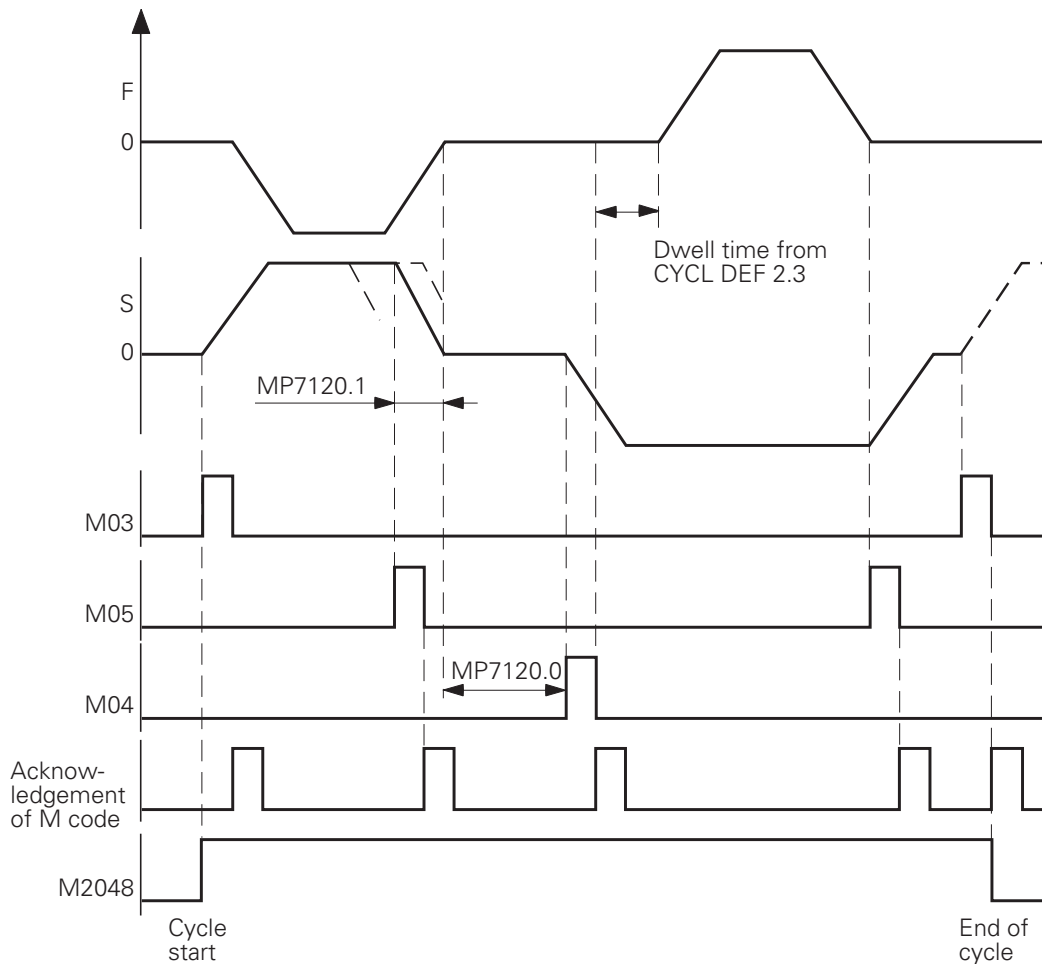 F
0
Dwell time from
CYCL DEF 2.3
S
0
MP7120.1
M03
M05
MP7120.0
M04
Acknow-
ledgement
of M code
M2048
Cycle
start
End of
cycle